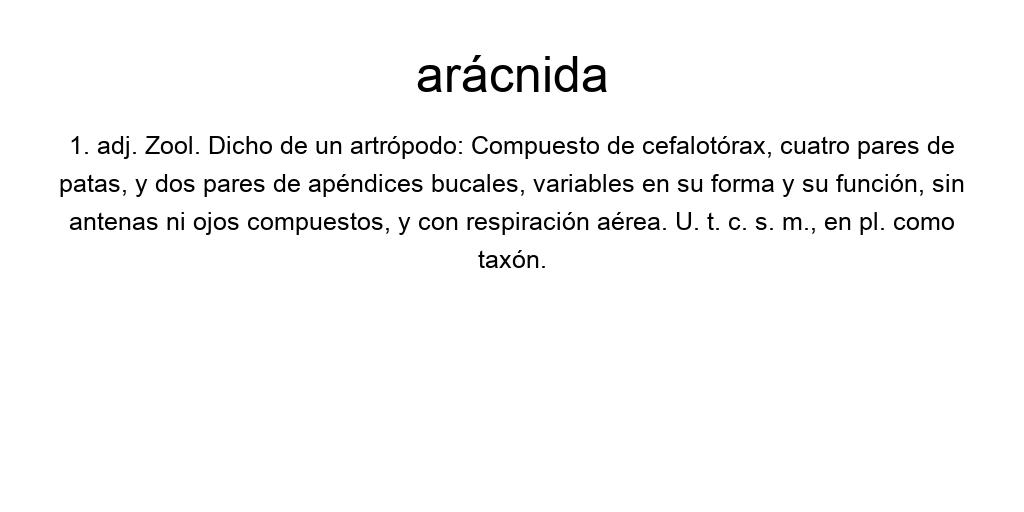 arácnida
1. adj. Zool. Dicho de un artrópodo: Compuesto de cefalotórax, cuatro pares de
patas, y dos pares de apéndices bucales, variables en su forma y su función, sin
antenas ni ojos compuestos, y con respiración aérea. U. t. c. s. m., en pl. como
taxón.